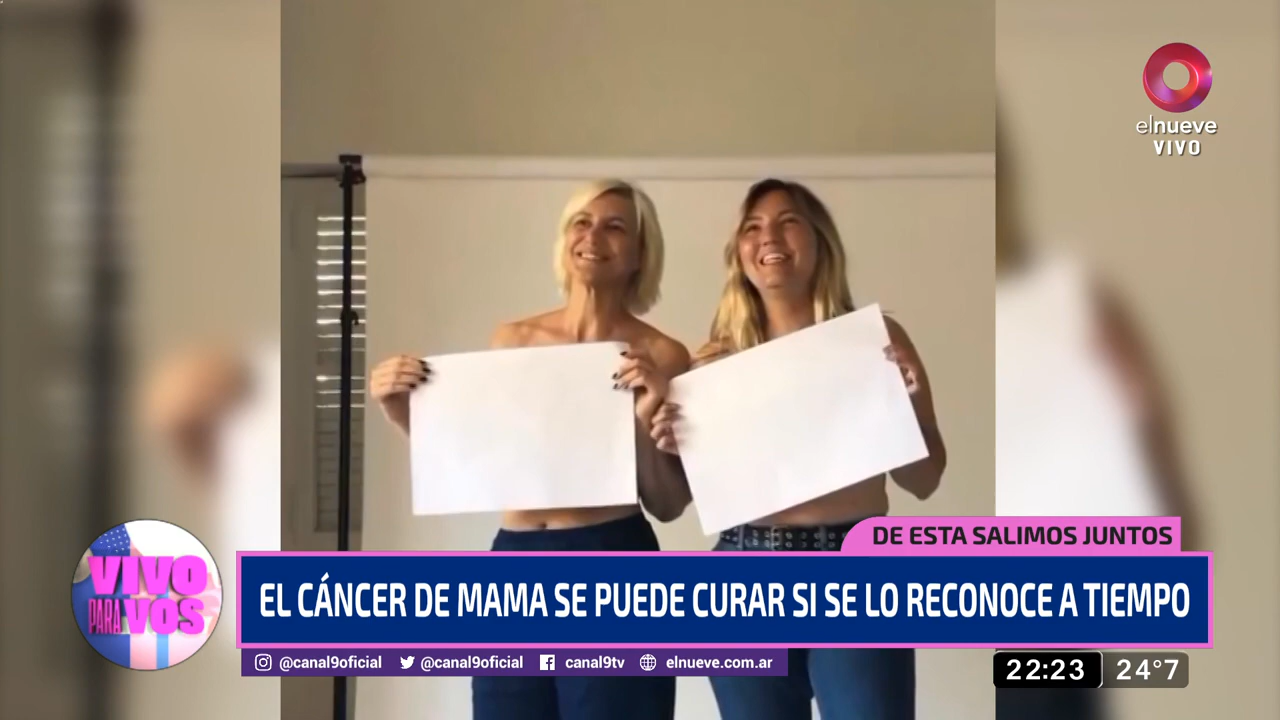 elnueve
VIVO
DE ESTA SALIMOS JUNTOS
VIVO
PARA VOS
EL CÁNCER DE MAMA SE PUEDE CURAR SI SE LO RECONOCE A TIEMPO
@canal9oficial @canal9oficial canal9tv elnueve.com.ar
22:23 24°7